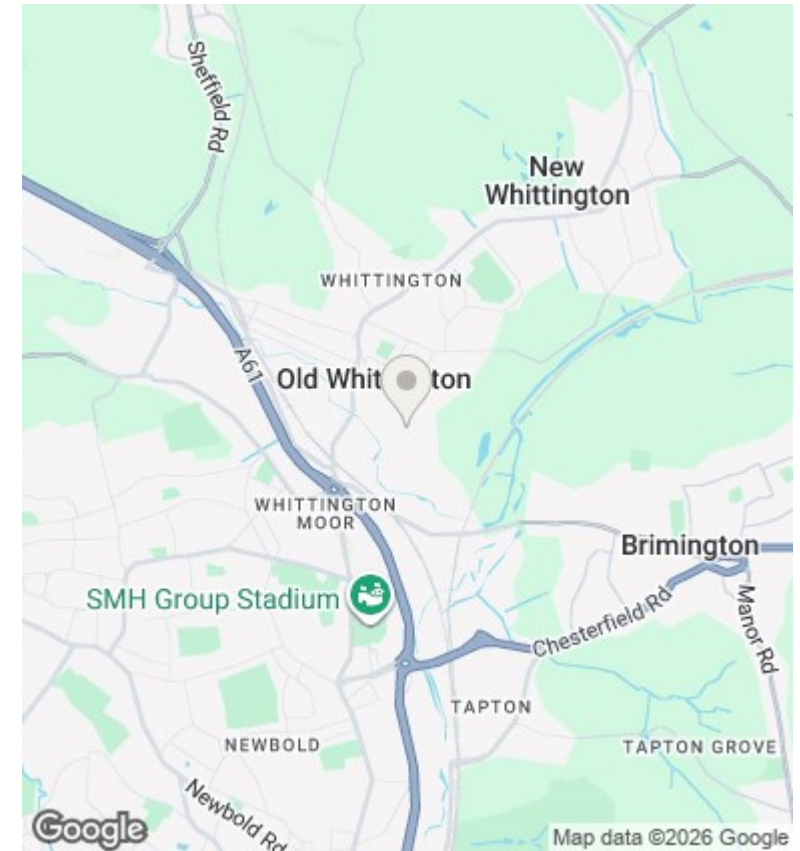 Sheffield Rd
New
Whittington
WHITTINGTON
A61
Old Whit ton
WHITTINGTON
MOOR
Brimington
SMH Group Stadium
Chesterfield Rd
Manor Rd
TAPTON
NEWBOLD
TAPTON GROVE
Newbold Rd
Google
Map data ©2026 Google